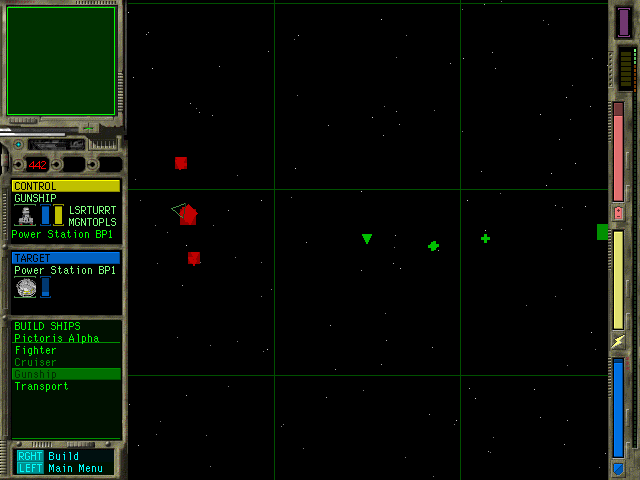 442
CONTROL
GUNSHIP
LSRTURRT
MGNTOPLS
Power Station BP1
TARGET
Power Station BP1
BUILD SHIPS
Pictoris Alpha
Fighter
Cruiser
Gunship
Transport
RGHT Build
LEFT Main Menu